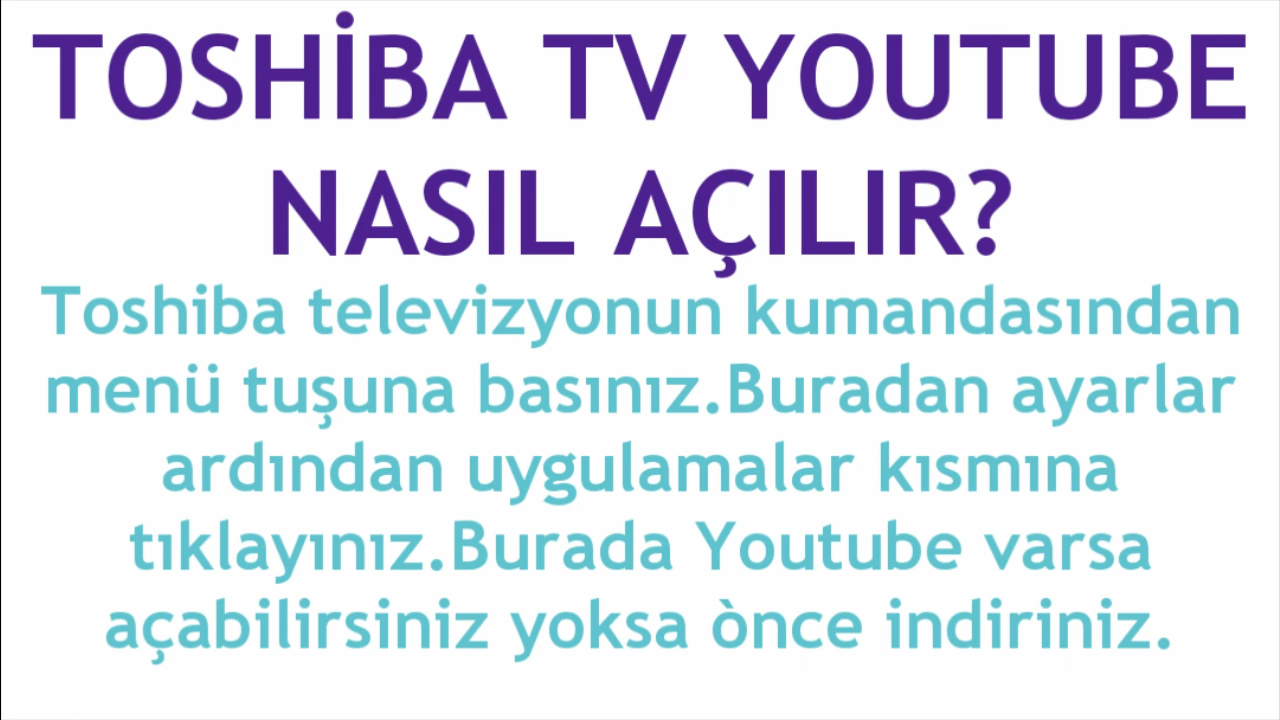 TOSHİBA TV YOUTUBE
NASIL AÇILIR?
Toshiba televizyonun kumandasından
menü tuşuna basınız.Buradan ayarlar
ardından uygulamalar kısmına
tıklayınız.Burada Youtube varsa
açabilirsiniz yoksa ònce indiriniz.